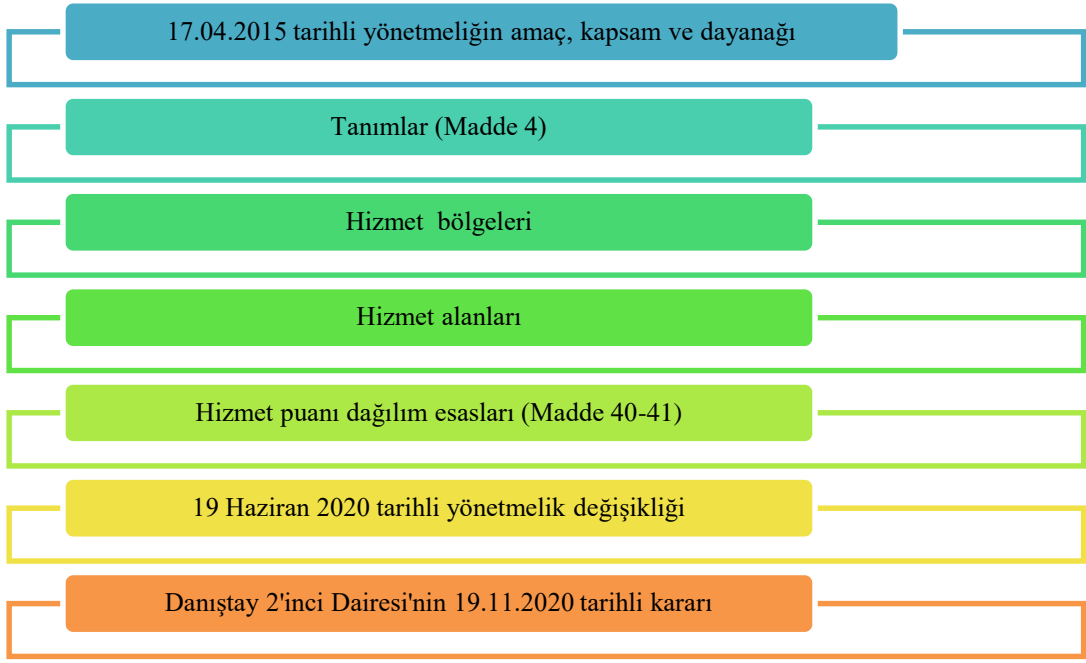 17.04.2015 tarihli yönetmeliğin amaç, kapsam ve dayanağı
Tanımlar (Madde 4)
Hizmet bölgeleri
Hizmet alanları
Hizmet puanı dağılım esasları (Madde 40-41)
19 Haziran 2020 tarihli yönetmelik değişikliği
Danıştay 2'inci Dairesi'nin 19.11.2020 tarihli kararı